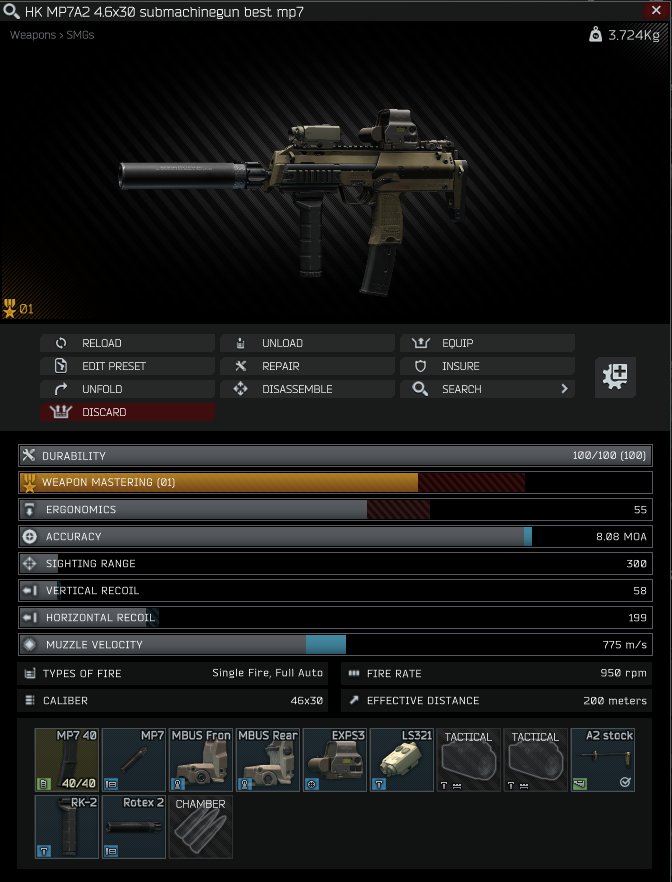 HK MP7A2 4.6x30 submachinegun best mp7
Weapons > SMGs
3.724Kg
01
RELOAD
UNLOAD
EQUIP
EDIT PRESET
REPAIR
INSURE
UNFOLD
DISASSEMBLE
SEARCH
DISCARD
DURABILITY 100/100 (100)
WEAPON MASTERING (01)
ERGONOMICS 55
ACCURACY 8.08 MOA
SIGHTING RANGE 300
VERTICAL RECOIL 58
HORIZONTAL RECOIL 199
MUZZLE VELOCITY 775 m/s
TYPES OF FIRE Single Fire, Full Auto
FIRE RATE 950 rpm
CALIBER 46x30
EFFECTIVE DISTANCE 200 meters
MP7 40
MP7
MBUS Fron
MBUS Rear
EXPS3
LS321
TACTICAL
TACTICAL
A2 stock
40/40
RK-2
Rotex 2
CHAMBER